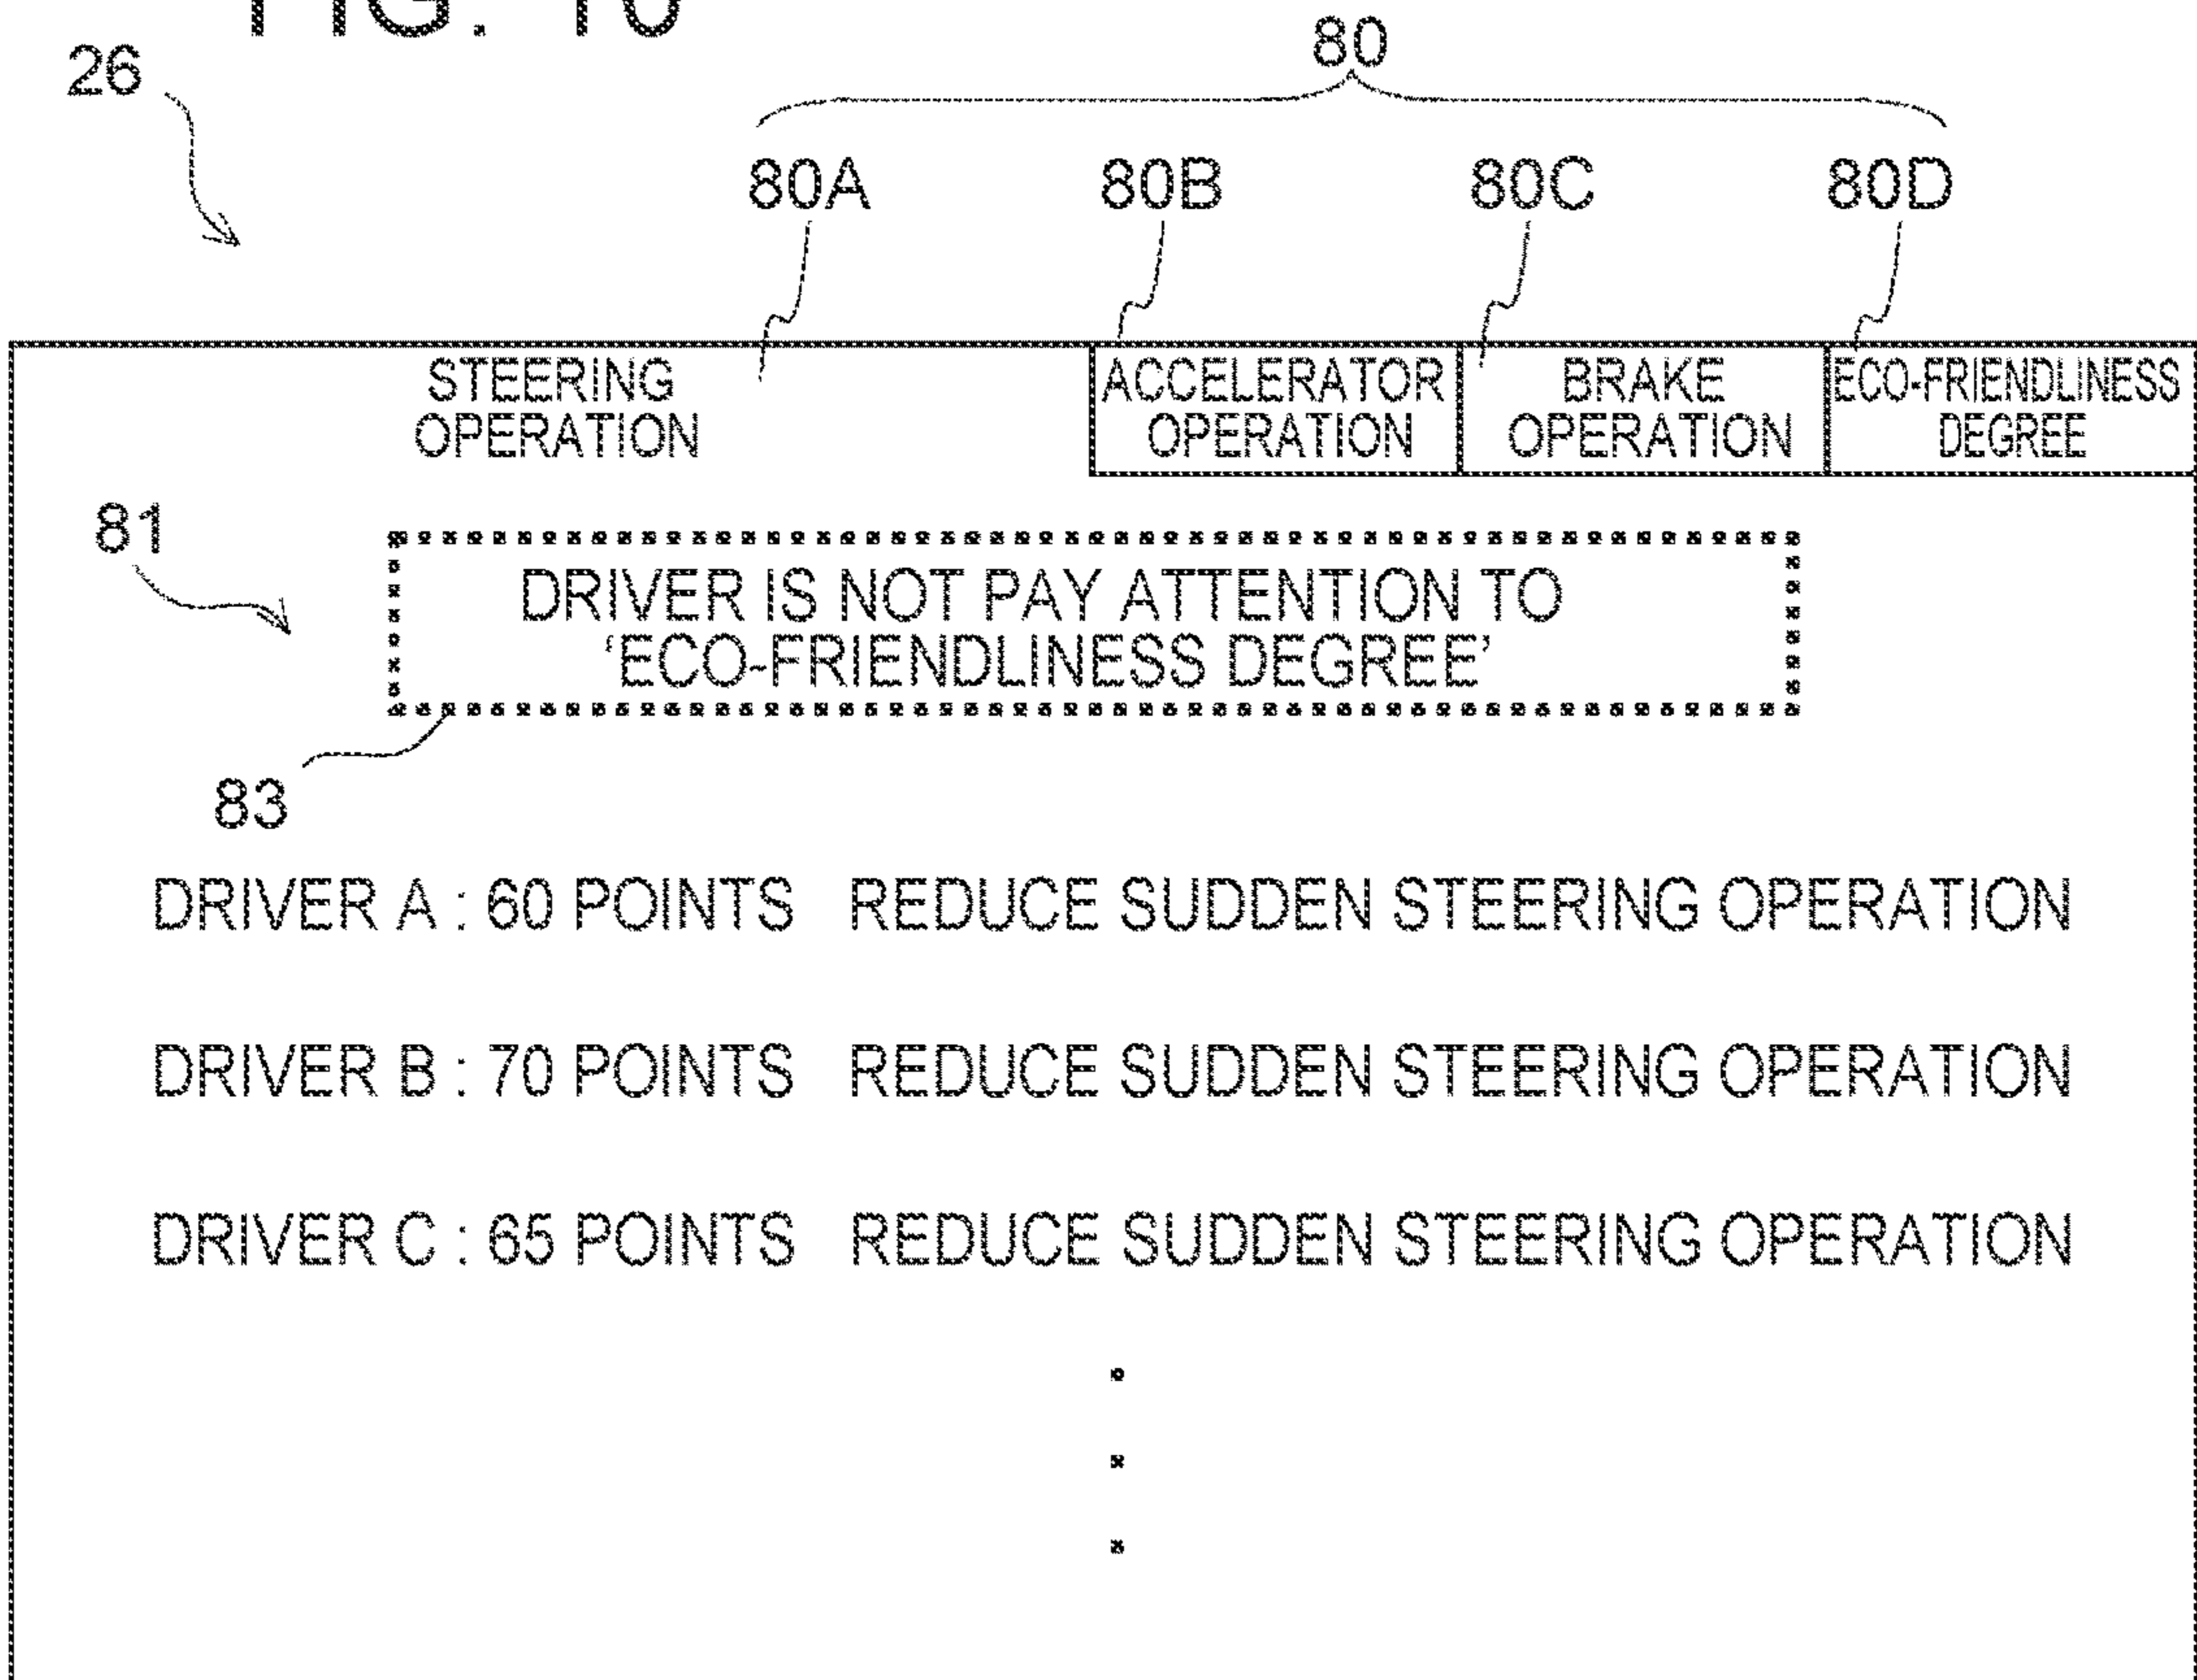 FIG. 10
26
80
80A 80B 80C 80D
STEERING OPERATION
ACCELERATOR OPERATION
BRAKE OPERATION
ECO-FRIENDLINESS DEGREE
81
DRIVER IS NOT PAY ATTENTION TO
'ECO-FRIENDLINESS DEGREE'
83
DRIVER A : 60 POINTS REDUCE SUDDEN STEERING OPERATION
DRIVER B : 70 POINTS REDUCE SUDDEN STEERING OPERATION
DRIVER C : 65 POINTS REDUCE SUDDEN STEERING OPERATION